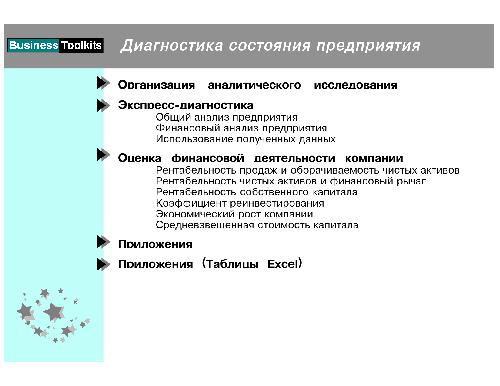 Business Toolkits
Диагностика состояния предприятия
Организация аналитического исследования
Экспресс-диагностика
Общий анализ предприятия
Финансовый анализ предприятия
Использование полученных данных
Оценка финансовой деятельности компании
Рентабельность продаж и оборачиваемость чистых активов
Рентабельность чистых активов и финансовый рычаг
Рентабельность собственного капитала
Коэффициент реинвестирования
Экономический рост компании
Средневзвешенная стоимость капитала
Приложения
Приложения (Таблицы Excel)